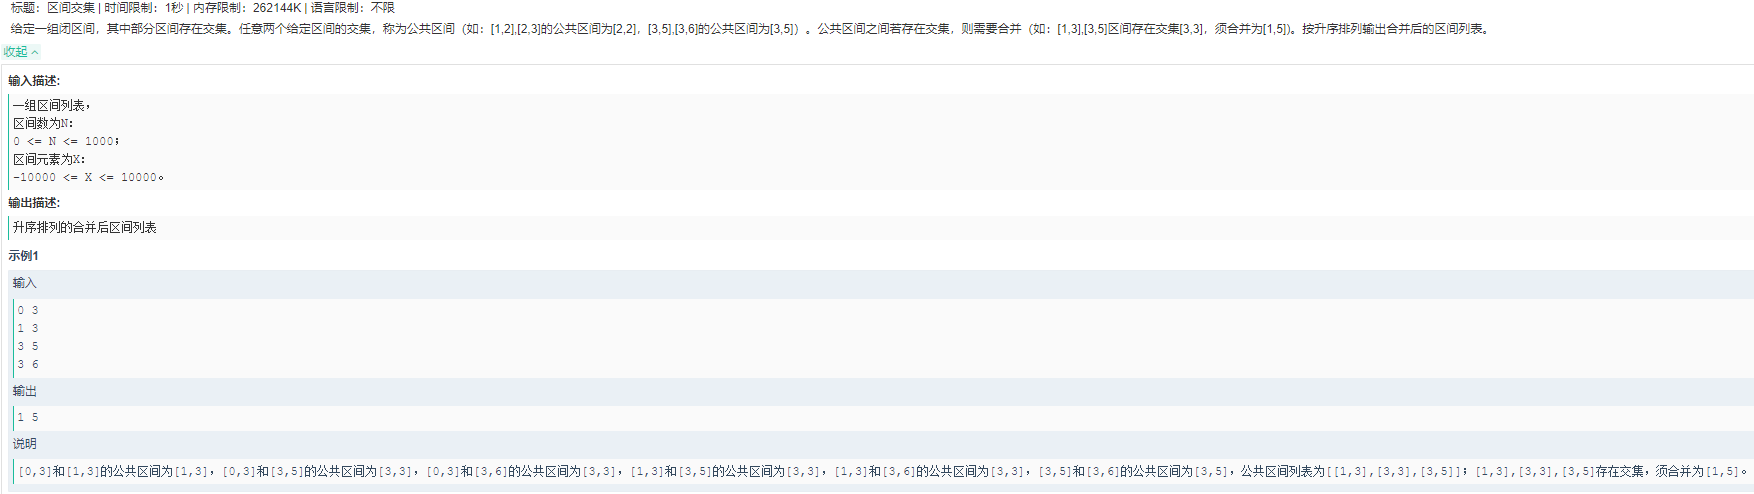 标题：区间交集 | 时间限制：1秒 | 内存限制：262144K | 语言限制：不限
给定一组闭区间，其中部分区间存在交集。任意两个给定区间的交集，称为公共区间（如：[1,2],[2,3]的公共区间为[2,2]，[3,5],[3,6]的公共区间为[3,5]）。公共区间之间若存在交集，则需要合并（如：[1,3],[3,5]区间存在交集[3,3]，须合并为[1,5]）。按升序排列输出合并后的区间列表。
收起
输入描述:
一组区间列表，
区间数为N:
0 <= N <= 1000;
区间元素为X:
-10000 <= X <= 10000。
输出描述:
升序排列的合并后区间列表
示例1
输入
0 3
1 3
3 5
3 6
输出
1 5
说明
[0,3]和[1,3]的公共区间为[1,3]，[0,3]和[3,5]的公共区间为[3,3]，[0,3]和[3,6]的公共区间为[3,3]，[1,3]和[3,5]的公共区间为[3,3]，[1,3]和[3,6]的公共区间为[3,3]，[3,5]和[3,6]的公共区间为[3,5]，公共区间列表为[[1,3],[3,3],[3,5]]；[1,3],[3,3],[3,5]存在交集，须合并为[1,5]。